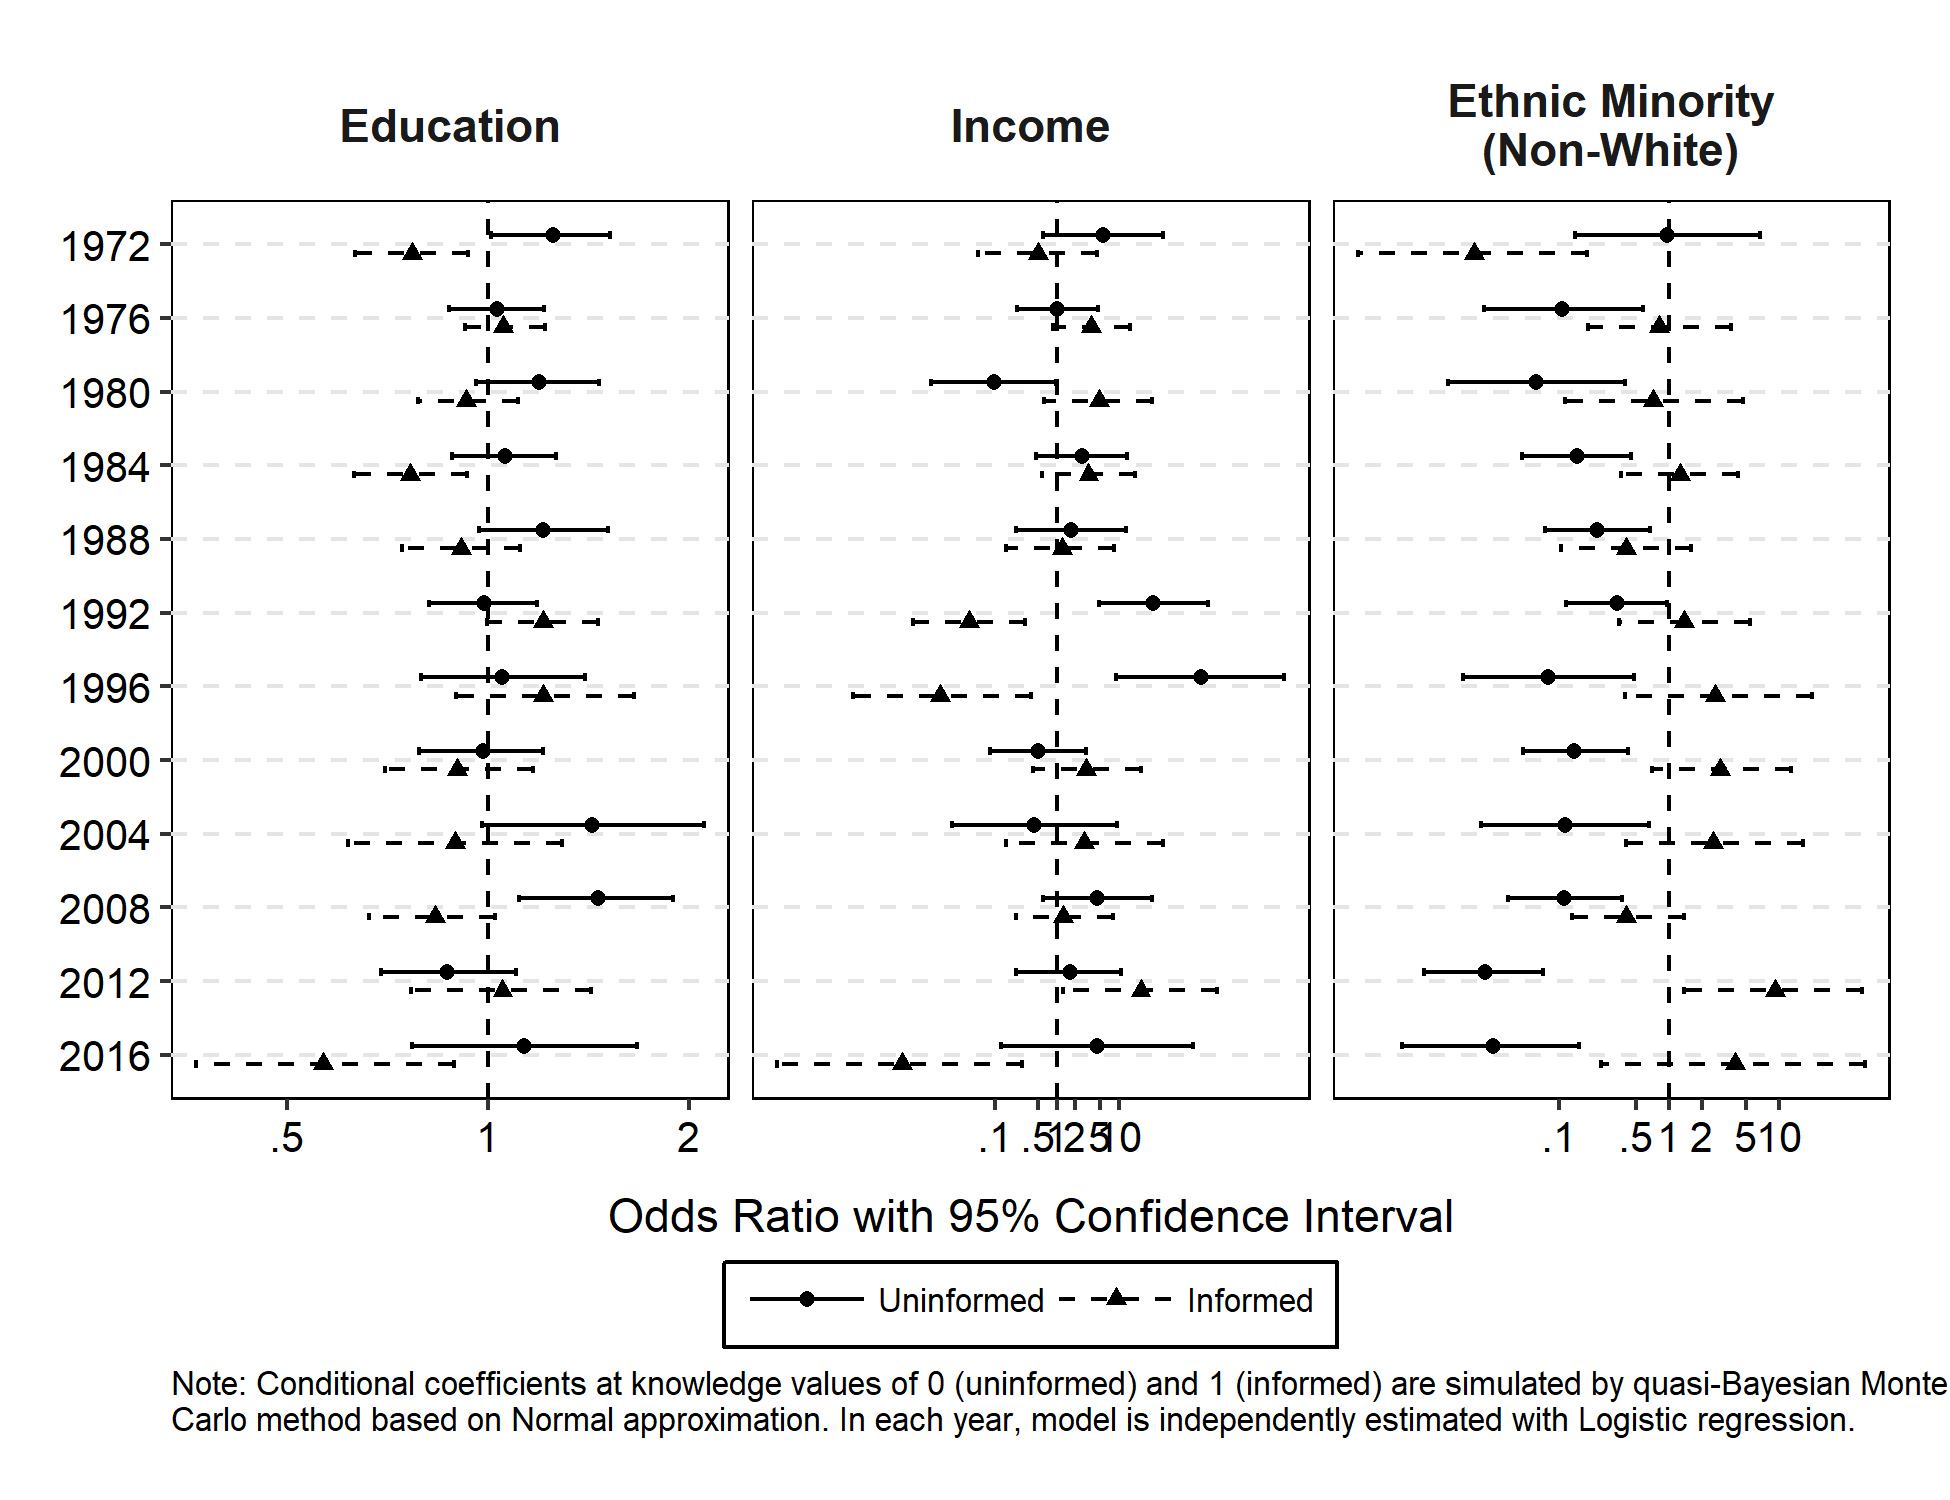 Education
Income
Ethnic Minority
(Non-White)
1972
1976
1980
1984
1988
1992
1996
2000
2004
2008
2012
2016
.5 1 2
.1 .5 1 2 5 10
.1 .5 1 2 5 10
Odds Ratio with 95% Confidence Interval
Uninformed Informed
Note: Conditional coefficients at knowledge values of 0 (uninformed) and 1 (informed) are simulated by quasi-Bayesian Monte
Carlo method based on Normal approximation. In each year, model is independently estimated with Logistic regression.